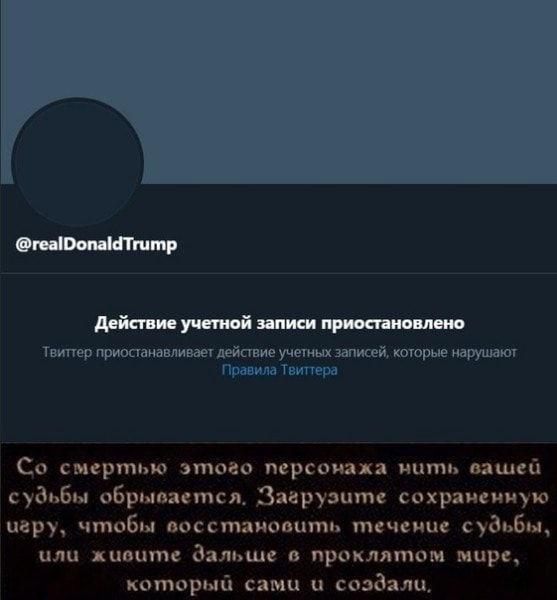 @realDonaldTrump
Действие учетной записи приостановлено
Твиттер приостанавливает действие учетных записей, которые нарушают
Правила Твиттера
Со смертью этого персонажа нить вашей
судьбы обрывается. Загрузите сохраненную
игру, чтобы восстановить течение судьбы,
или живите дальше в проклятом мире,
который сами и создали.